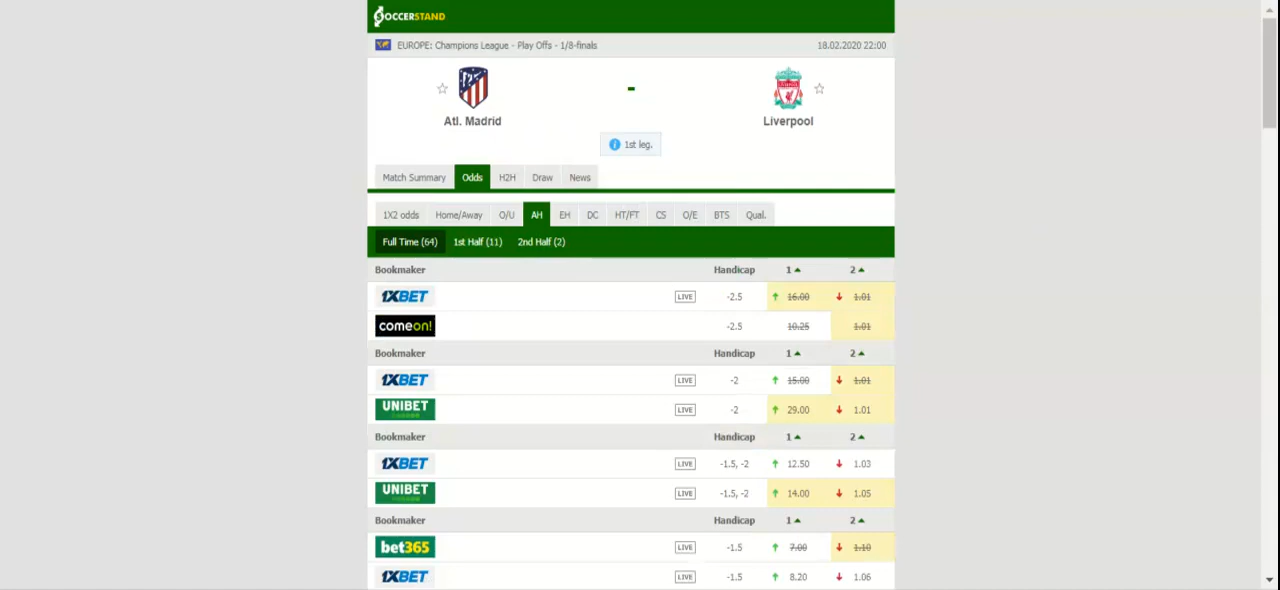 SOCCERSTAND
EUROPE: Champions League - Play Offs - 1/8-finals 18.02.2020 22:00
-
Atl. Madrid Liverpool
1st leg.
Match Summary Odds H2H Draw News
1X2 odds Home/Away O/U AH EH DC HT/FT CS O/E BTS Qual.
Full Time (64) 1st Half (11) 2nd Half (2)
Bookmaker Handicap 1 2
1XBET LIVE -2.5 16.00 1.01
comeon! -2.5 10.25 1.01
Bookmaker Handicap 1 2
1XBET LIVE -2 15.00 1.01
UNIBET LIVE -2 29.00 1.01
Bookmaker Handicap 1 2
1XBET LIVE -1.5, -2 12.50 1.03
UNIBET LIVE -1.5, -2 14.00 1.05
Bookmaker Handicap 1 2
bet365 LIVE -1.5 7.00 1.10
1XBET LIVE -1.5 8.20 1.06